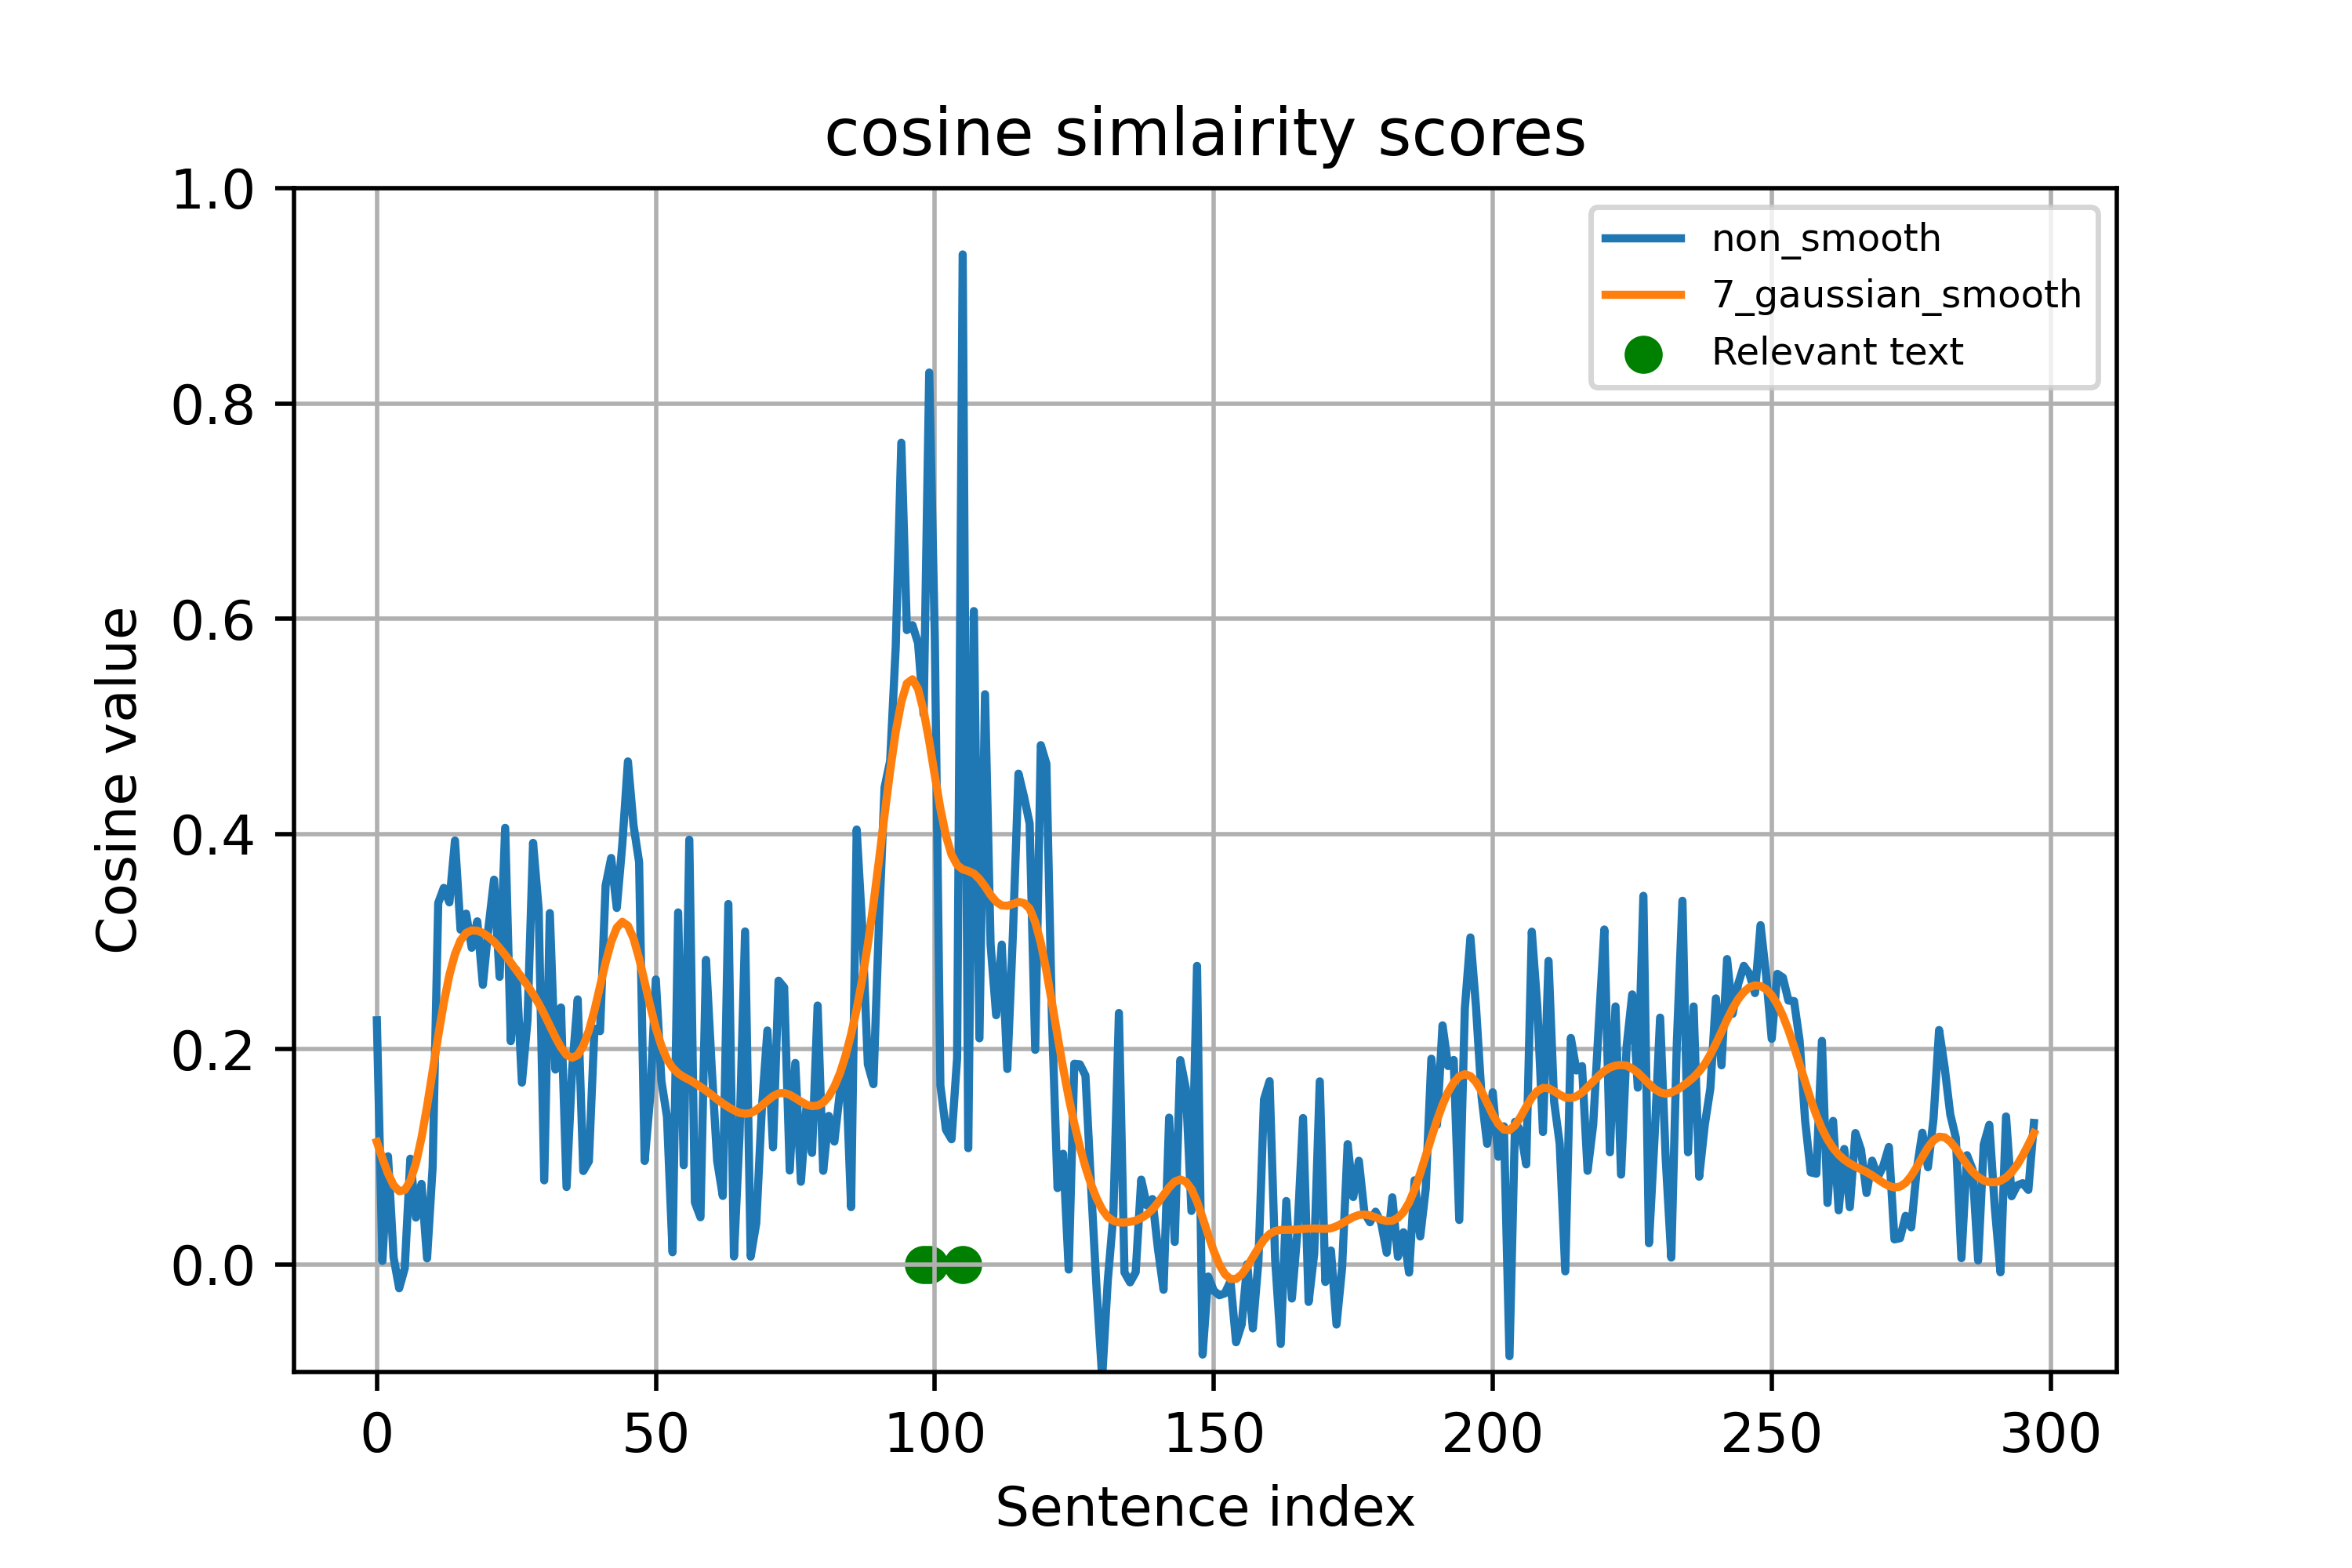 cosine simlairity scores
1.0
0.8
0.6
0.4
0.2
0.0
Cosine value
non_smooth
7_gaussian_smooth
Relevant text
0 50 100 150 200 250 300
Sentence index